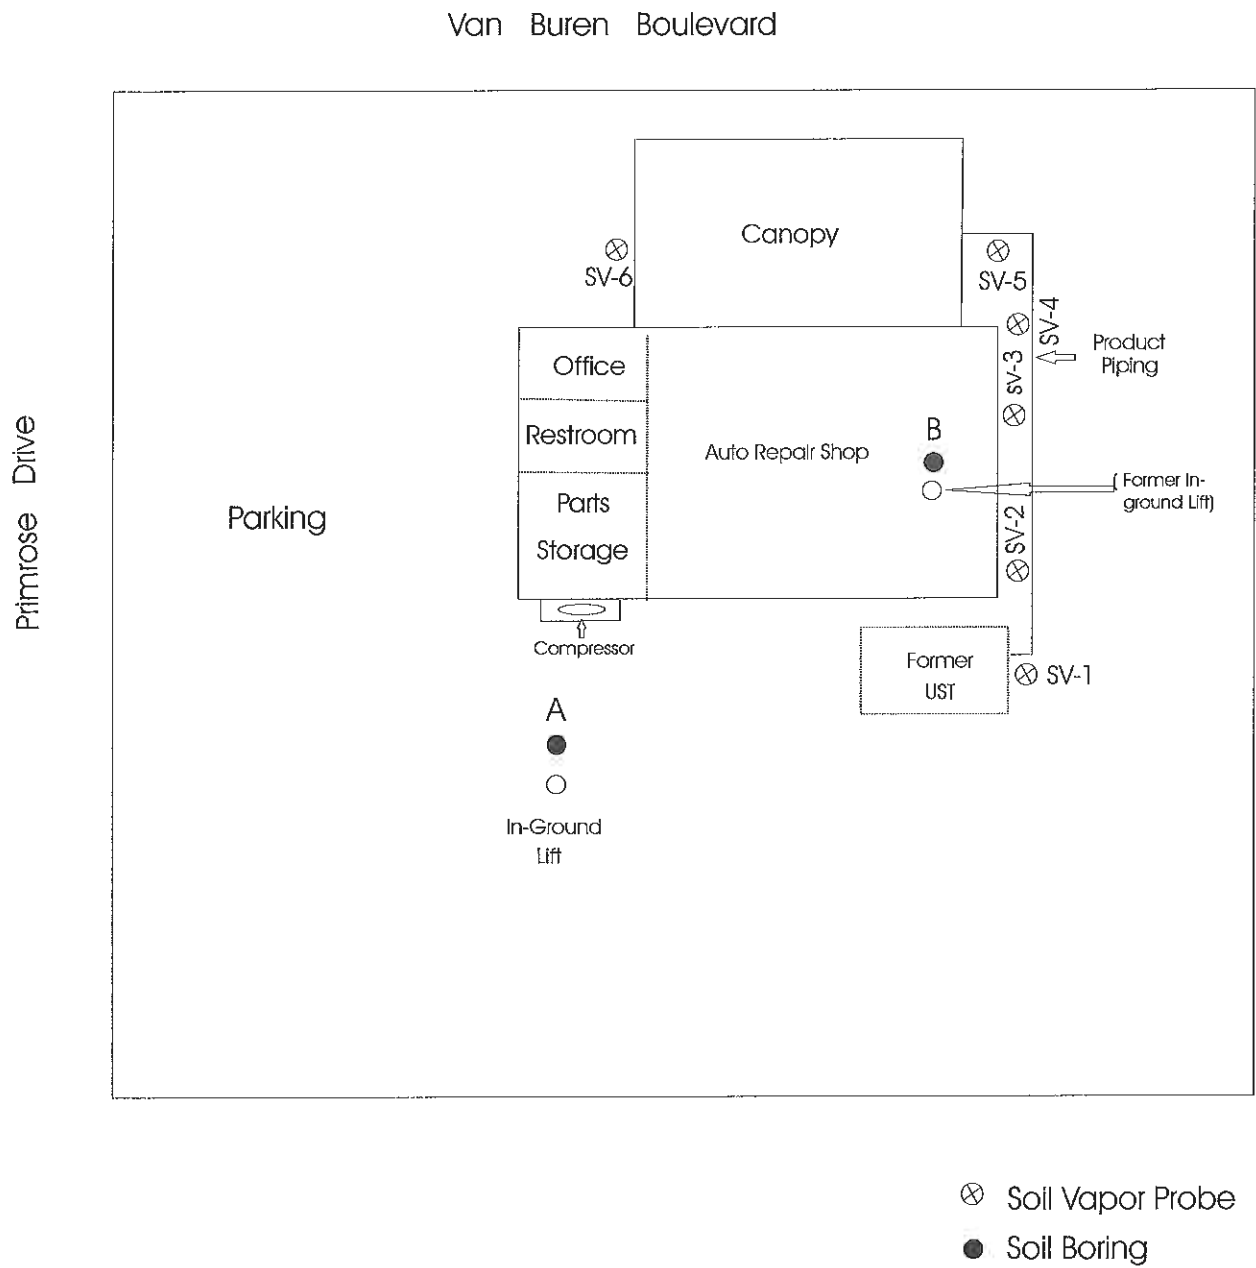 Van Buren Boulevard
Canopy
SV-6
SV-5
SV-4
Product
Piping
SV-3
Office
Restroom
Auto Repair Shop
B
(Former In-
ground Lift)
Primrose Drive
Parking
Parts
Storage
SV-2
Compressor
Former
UST
SV-1
A
In-Ground
Lift
Soil Vapor Probe
Soil Boring